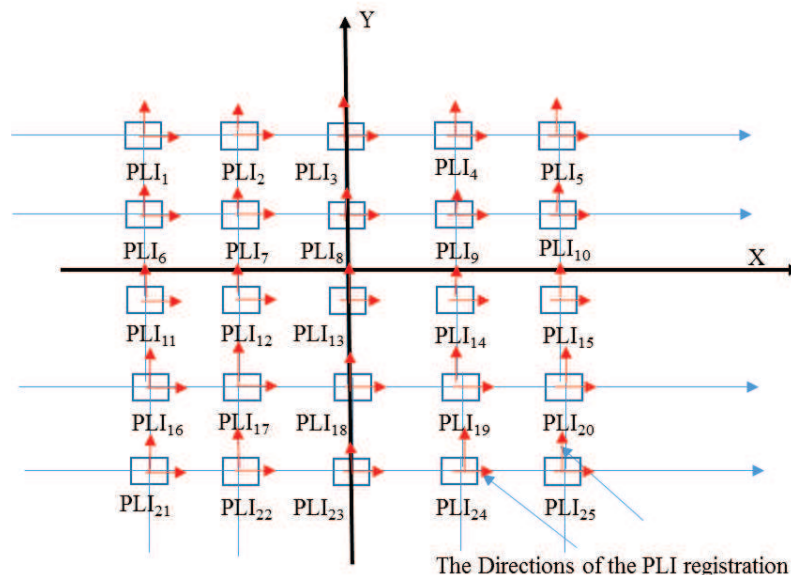 Y
PLI₁ PLI₂ PLI₃ PLI₄ PLI₅
PLI₆ PLI₇ PLI₈ PLI₉ PLI₁₀
X
PLI₁₁ PLI₁₂ PLI₁₃ PLI₁₄ PLI₁₅
PLI₁₆ PLI₁₇ PLI₁₈ PLI₁₉ PLI₂₀
PLI₂₁ PLI₂₂ PLI₂₃ PLI₂₄ PLI₂₅
The Directions of the PLI registration